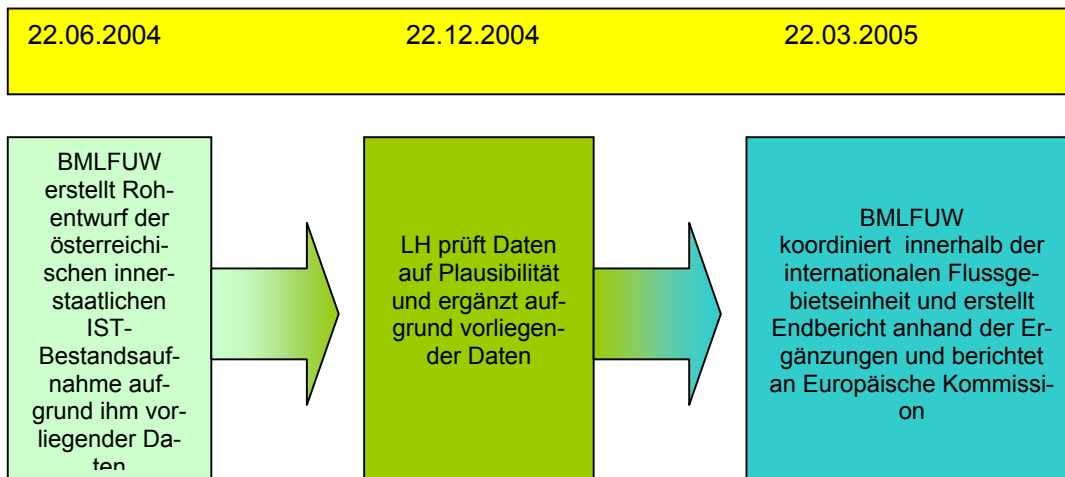 22.06.2004 22.12.2004 22.03.2005
BMLFUW
erstellt Roh-
entwurf der
österreichi-
schen inner-
staatlichen
IST-
Bestandsauf-
nahme auf-
grund ihm vor-
liegender Da-
ten
LH prüft Daten
auf Plausibilität
und ergänzt auf-
grund vorliegen-
der Daten
BMLFUW
koordiniert innerhalb der
internationalen Flussge-
bietseinheit und erstellt
Endbericht anhand der Er-
gänzungen und berichtet
an Europäische Kommissi-
on